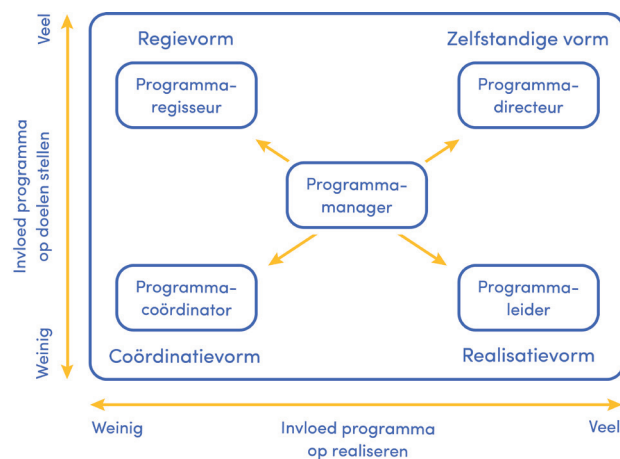 Veel
Invloed programma
op doelen stellen
Weinig
Regievorm
Zelfstandige vorm
Programma-
regisseur
Programma-
directeur
Programma-
manager
Programma-
coördinator
Programma-
leider
Coördinatievorm
Realisatievorm
Weinig
Invloed programma
op realiseren
Veel